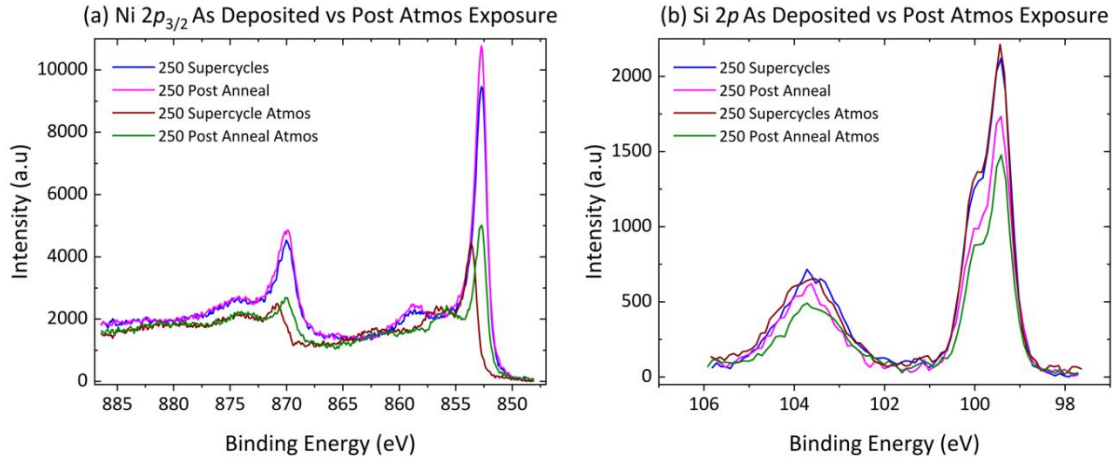 (a) Ni 2p3/2 As Deposited vs Post Atmos Exposure
250 Supercycles
250 Post Anneal
250 Supercycle Atmos
250 Post Anneal Atmos
Intensity (a.u)
10000
8000
6000
4000
2000
0
885 880 875 870 865 860 855 850
Binding Energy (eV)
(b) Si 2p As Deposited vs Post Atmos Exposure
250 Supercycles
250 Post Anneal
250 Supercycles Atmos
250 Post Anneal Atmos
Intensity (a.u)
2000
1500
1000
500
0
106 104 102 100 98
Binding Energy (eV)